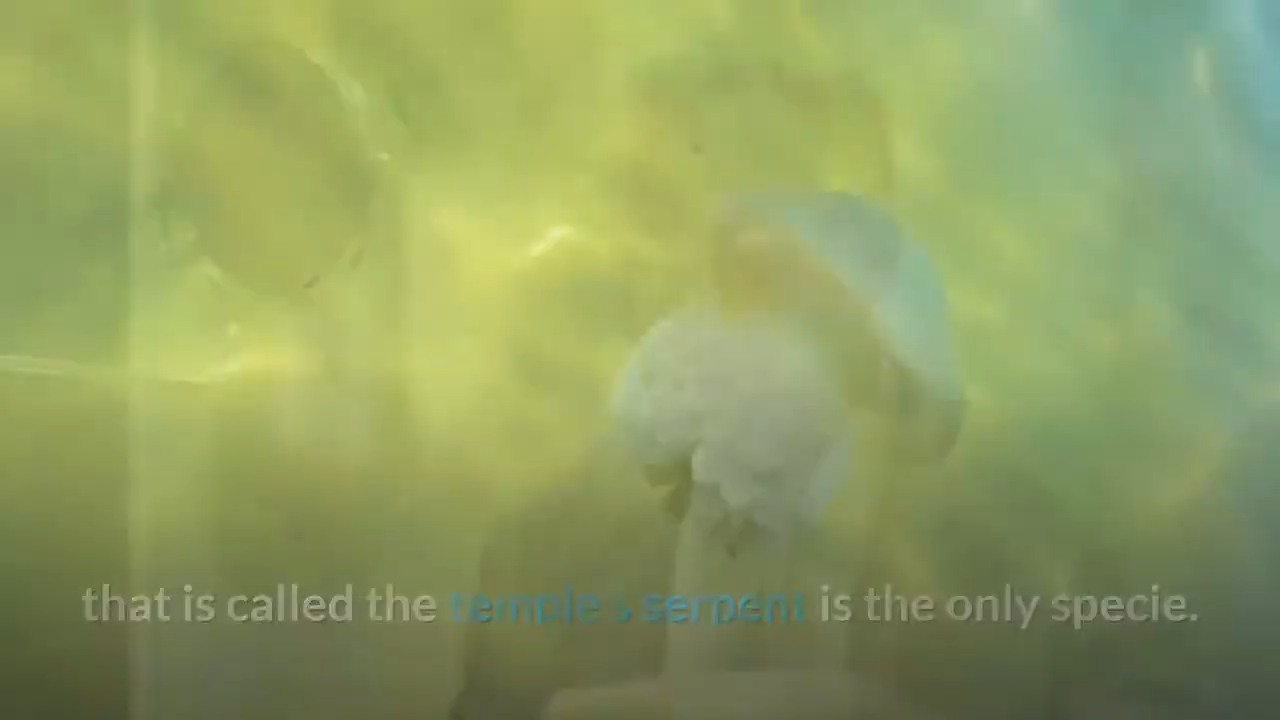 that is called the temple's serpent is the only specie.